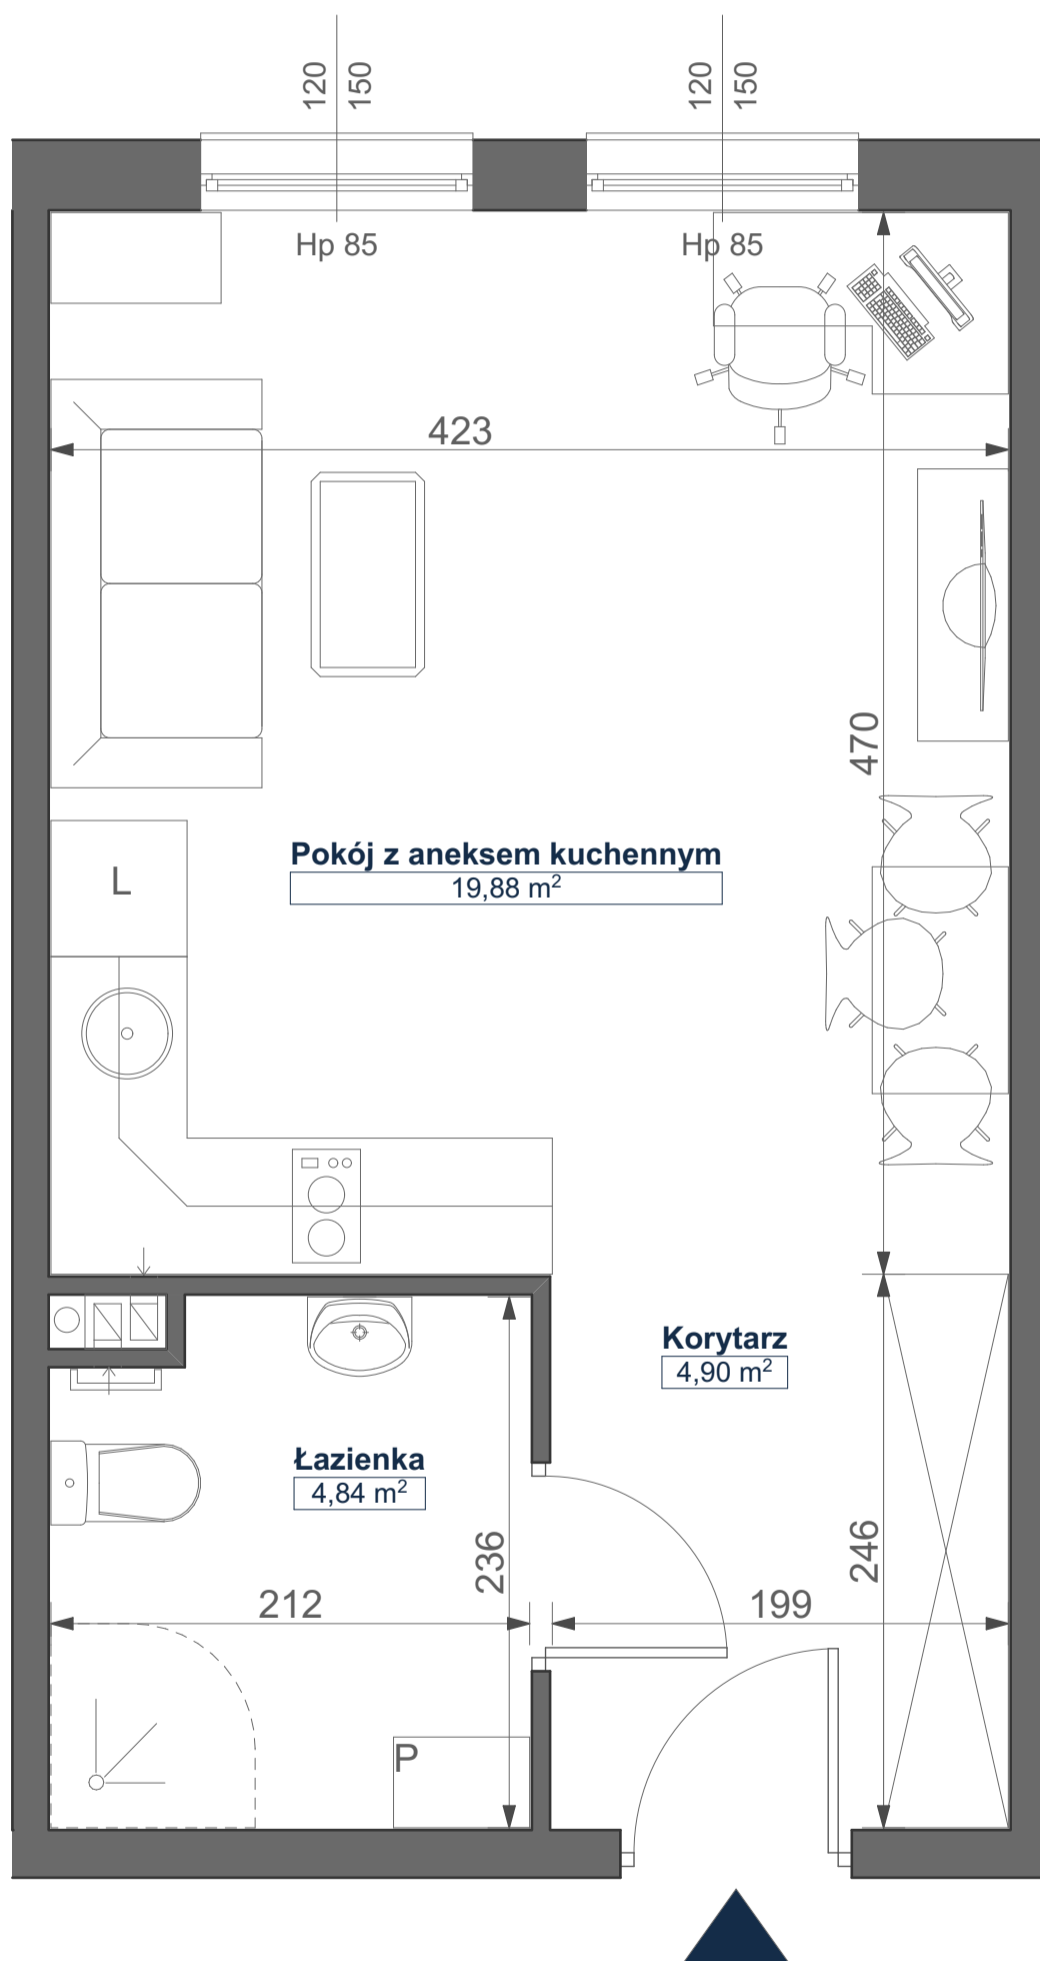 120
150
120
150
Hp 85
Hp 85
423
470
Pokój z aneksem kuchennym
19,88 m²
L
Korytarz
4,90 m²
Łazienka
4,84 m²
236
246
212
199
P